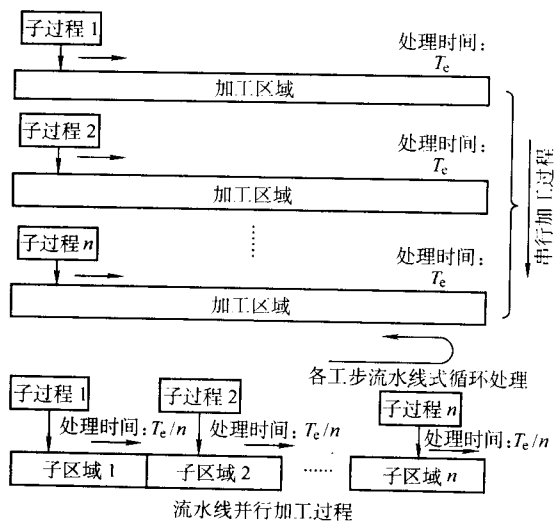 子过程 1
处理时间:
Te
加工区域
子过程 2
处理时间:
Te
加工区域
……
子过程 n
处理时间:
Te
加工区域
串行加工过程
各工步流水线式循环处理
子过程 1
处理时间:Te/n
子区域 1
子过程 2
处理时间:Te/n
子区域 2
……
子过程 n
处理时间:Te/n
子区域 n
流水线并行加工过程